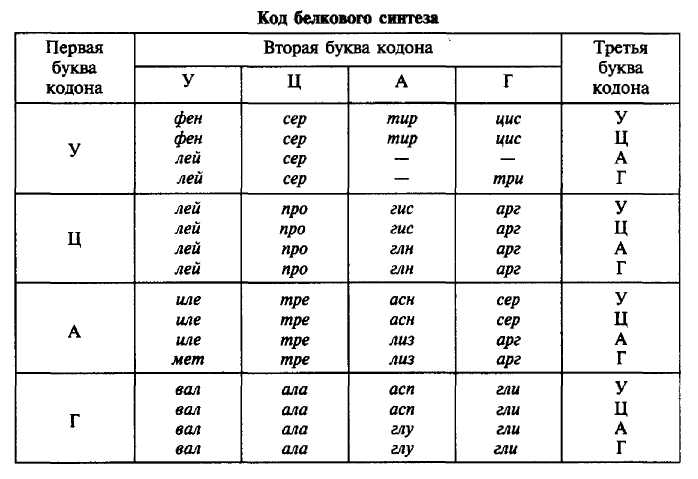 Код белкового синтеза
Первая буква кодона Вторая буква кодона Третья буква кодона
У Ц А Г
У фен сер тир цис У
фен сер тир цис Ц
лей сер — — А
лей сер — три Г
Ц лей про гис арг У
лей про гис арг Ц
лей про глн арг А
лей про глн арг Г
А иле тре асн сер У
иле тре асн сер Ц
иле тре лиз арг А
мет тре лиз арг Г
Г вал ала асп гли У
вал ала асп гли Ц
вал ала глу гли А
вал ала глу гли Г